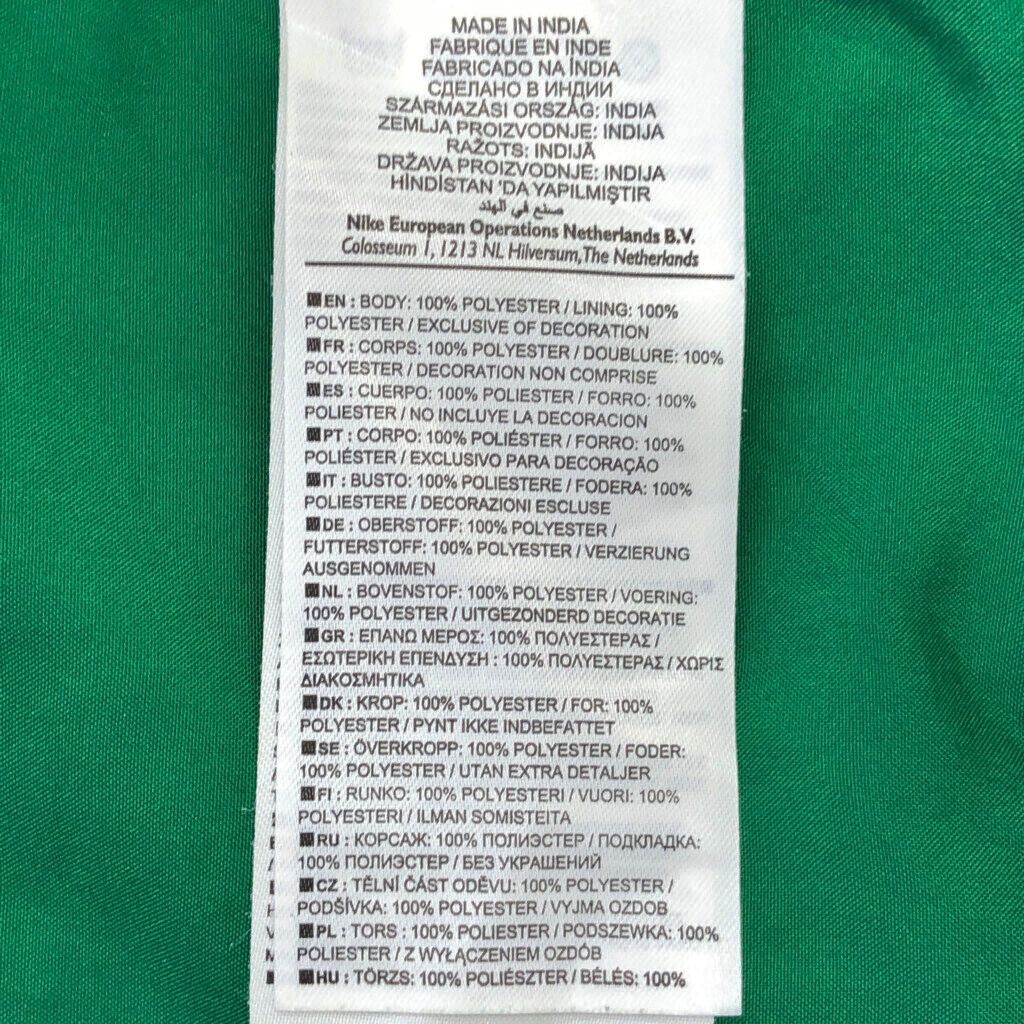 MADE IN INDIA
FABRIQUE EN INDE
FABRICADO NA ÍNDIA
СДЕЛАНО В ИНДИИ
SZÁRMAZÁSI ORSZÁG: INDIA
ZEMLJA PROIZVODNJE: INDIJA
RAŽOTS: INDIJĀ
DRŽAVA PROIZVODNJE: INDIJA
HİNDİSTAN 'DA YAPILMIŞTIR
صنع في الهند
Nike European Operations Netherlands B.V.
Colosseum 1, 1213 NL Hilversum, The Netherlands
EN : BODY: 100% POLYESTER / LINING: 100%
POLYESTER / EXCLUSIVE OF DECORATION
FR : CORPS: 100% POLYESTER / DOUBLURE: 100%
POLYESTER / DECORATION NON COMPRISE
ES : CUERPO: 100% POLIESTER / FORRO: 100%
POLIESTER / NO INCLUYE LA DECORACION
PT : CORPO: 100% POLIÉSTER / FORRO: 100%
POLIÉSTER / EXCLUSIVO PARA DECORAÇÃO
IT : BUSTO: 100% POLIESTERE / FODERA: 100%
POLIESTERE / DECORAZIONI ESCLUSE
DE : OBERSTOFF: 100% POLYESTER /
FUTTERSTOFF: 100% POLYESTER / VERZIERUNG
AUSGENOMMEN
NL : BOVENSTOF: 100% POLYESTER / VOERING:
100% POLYESTER / UITGEZONDERD DECORATIE
GR : ΕΠΑΝΩ ΜΕΡΟΣ: 100% ΠΟΛΥΕΣΤΕΡΑΣ /
ΕΣΩΤΕΡΙΚΗ ΕΠΕΝΔΥΣΗ : 100% ΠΟΛΥΕΣΤΕΡΑΣ / ΧΩΡΙΣ
ΔΙΑΚΟΣΜΗΤΙΚΑ
DK : KROP: 100% POLYESTER / FOR: 100%
POLYESTER / PYNT IKKE INDBEFATTET
SE : ÖVERKROPP: 100% POLYESTER / FODER:
100% POLYESTER / UTAN EXTRA DETALJER
FI : RUNKO: 100% POLYESTERI / VUORI: 100%
POLYESTERI / ILMAN SOMISTEITA
RU : КОРСАЖ: 100% ПОЛИЭСТЕР / ПОДКЛАДКА:
100% ПОЛИЭСТЕР / БЕЗ УКРАШЕНИЙ
CZ : TĚLNÍ ČÁST ODĚVU: 100% POLYESTER /
PODŠÍVKA: 100% POLYESTER / VYJMA OZDOB
PL : TORS : 100% POLYESTER / PODSZEWKA: 100%
POLIESTER / Z WYŁĄCZENIEM OZDÓB
HU : TÖRZS: 100% POLIÉSZTER / BÉLÉS: 100%